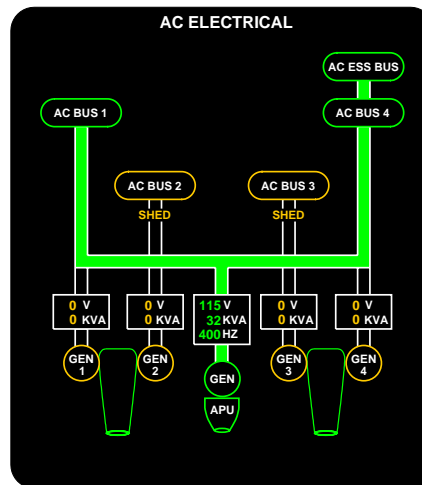 AC ELECTRICAL
AC ESS BUS
AC BUS 1
AC BUS 4
AC BUS 2
AC BUS 3
SHED
SHED
0 V
0 KVA
0 V
0 KVA
115 V
32 KVA
400 HZ
0 V
0 KVA
0 V
0 KVA
GEN
1
GEN
2
GEN
GEN
3
GEN
4
APU